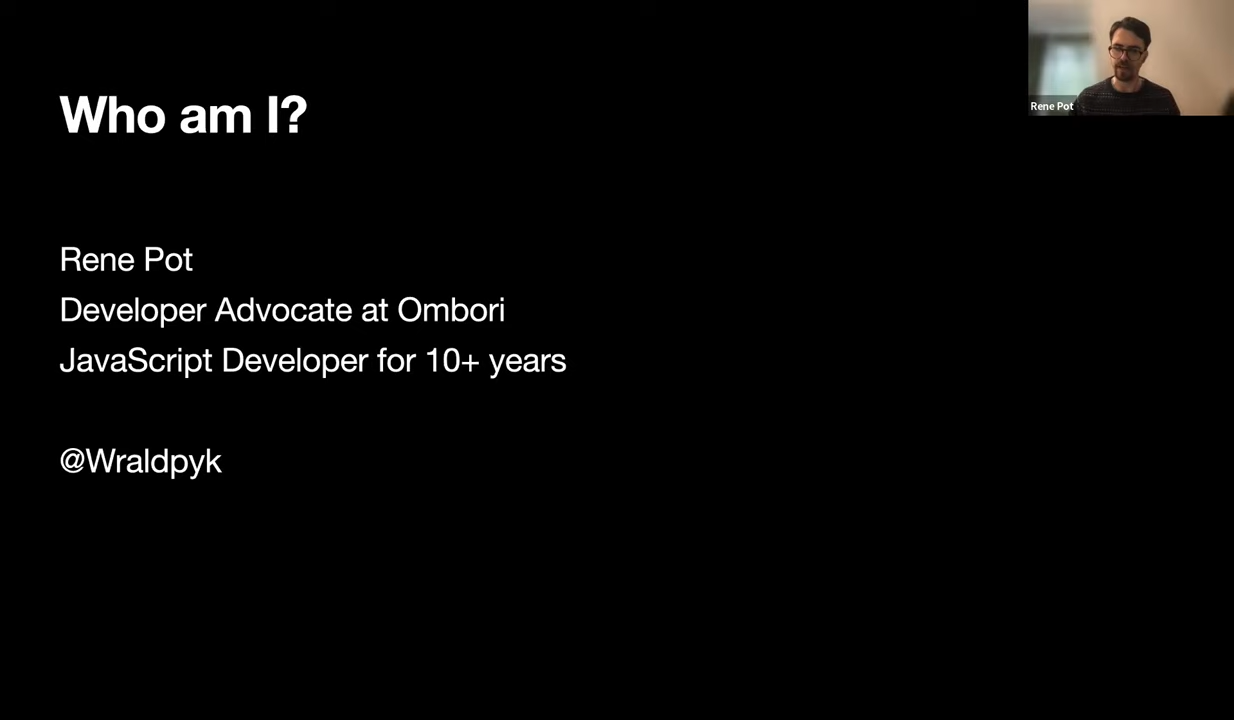 Who am I?
Rene Pot
Rene Pot
Developer Advocate at Ombori
JavaScript Developer for 10+ years
@Wraldpyk